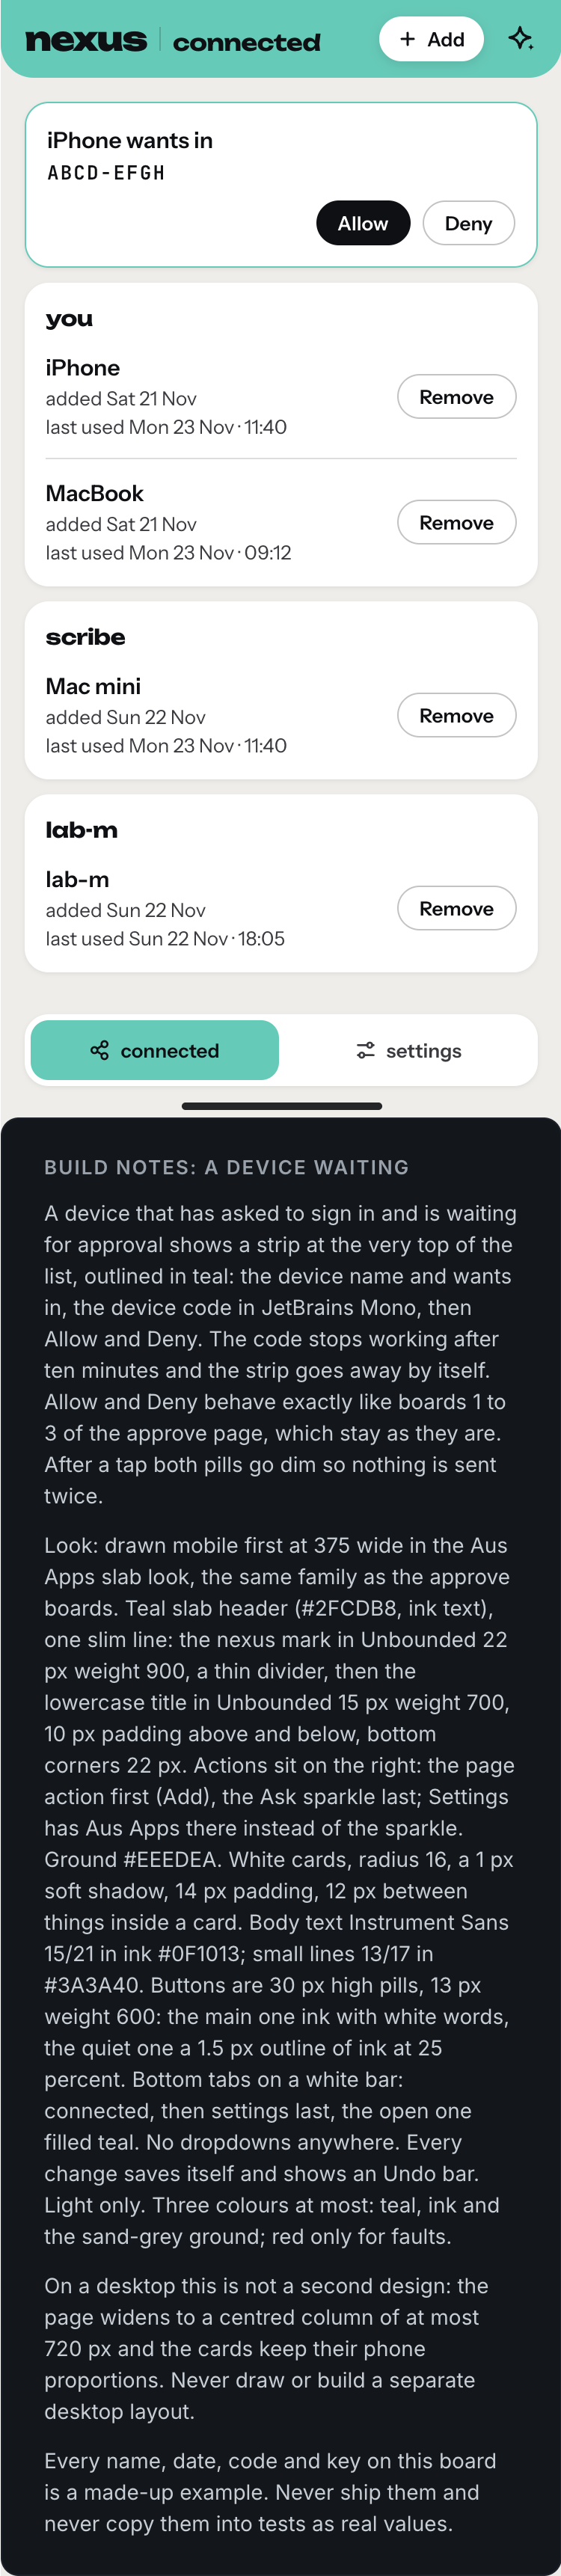 nexus connected + Add
iPhone wants in
ABCD-EFGH
Allow Deny
you
iPhone
added Sat 21 Nov
last used Mon 23 Nov · 11:40
Remove
MacBook
added Sat 21 Nov
last used Mon 23 Nov · 09:12
Remove
scribe
Mac mini
added Sun 22 Nov
last used Mon 23 Nov · 11:40
Remove
lab-m
lab-m
added Sun 22 Nov
last used Sun 22 Nov · 18:05
Remove
connected settings
BUILD NOTES: A DEVICE WAITING
A device that has asked to sign in and is waiting
for approval shows a strip at the very top of the
list, outlined in teal: the device name and wants
in, the device code in JetBrains Mono, then
Allow and Deny. The code stops working after
ten minutes and the strip goes away by itself.
Allow and Deny behave exactly like boards 1 to
3 of the approve page, which stay as they are.
After a tap both pills go dim so nothing is sent
twice.
Look: drawn mobile first at 375 wide in the Aus
Apps slab look, the same family as the approve
boards. Teal slab header (#2FCDB8, ink text),
one slim line: the nexus mark in Unbounded 22
px weight 900, a thin divider, then the
lowercase title in Unbounded 15 px weight 700,
10 px padding above and below, bottom
corners 22 px. Actions sit on the right: the page
action first (Add), the Ask sparkle last; Settings
has Aus Apps there instead of the sparkle.
Ground #EEEDEA. White cards, radius 16, a 1 px
soft shadow, 14 px padding, 12 px between
things inside a card. Body text Instrument Sans
15/21 in ink #0F1013; small lines 13/17 in
#3A3A40. Buttons are 30 px high pills, 13 px
weight 600: the main one ink with white words,
the quiet one a 1.5 px outline of ink at 25
percent. Bottom tabs on a white bar:
connected, then settings last, the open one
filled teal. No dropdowns anywhere. Every
change saves itself and shows an Undo bar.
Light only. Three colours at most: teal, ink and
the sand-grey ground; red only for faults.
On a desktop this is not a second design: the
page widens to a centred column of at most
720 px and the cards keep their phone
proportions. Never draw or build a separate
desktop layout.
Every name, date, code and key on this board
is a made-up example. Never ship them and
never copy them into tests as real values.